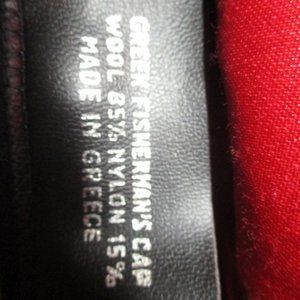 GREEK FISHERMAN'S CAP
WOOL 85% NYLON 15%
MADE IN GREECE